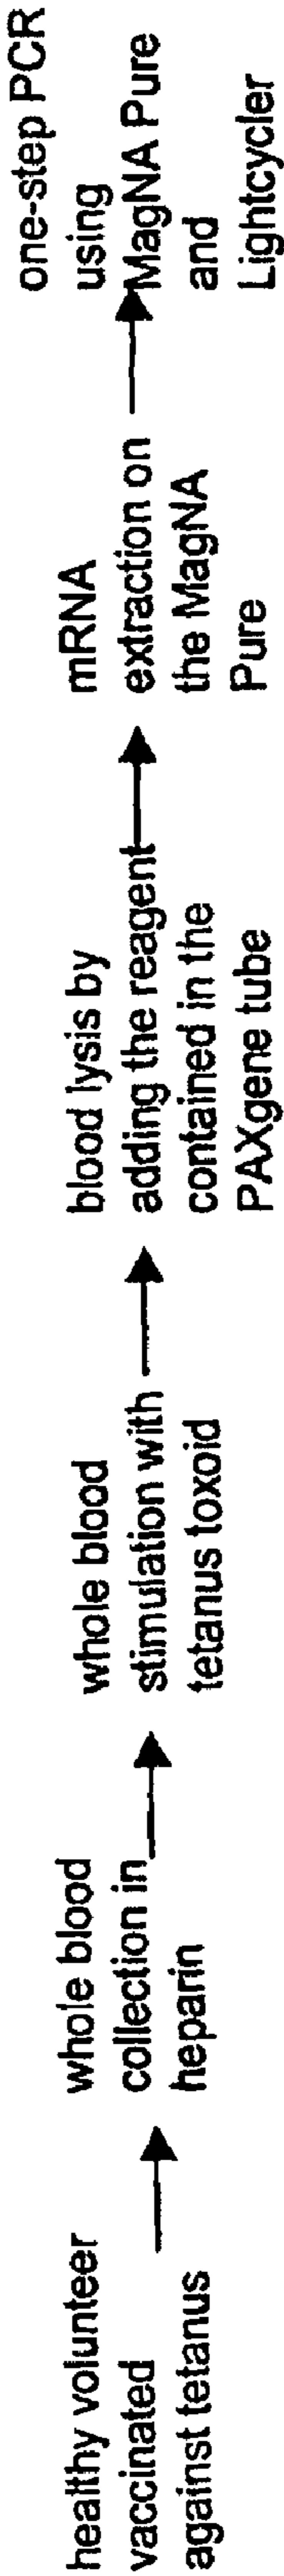 healthy volunteer
vaccinated
against tetanus
whole blood
collection in
heparin
whole blood
stimulation with
tetanus toxoid
blood lysis by
adding the reagent
contained in the
PAXgene tube
mRNA
extraction on
the MagNA
Pure
one-step PCR
using
MagNA Pure
and
Lightcycler